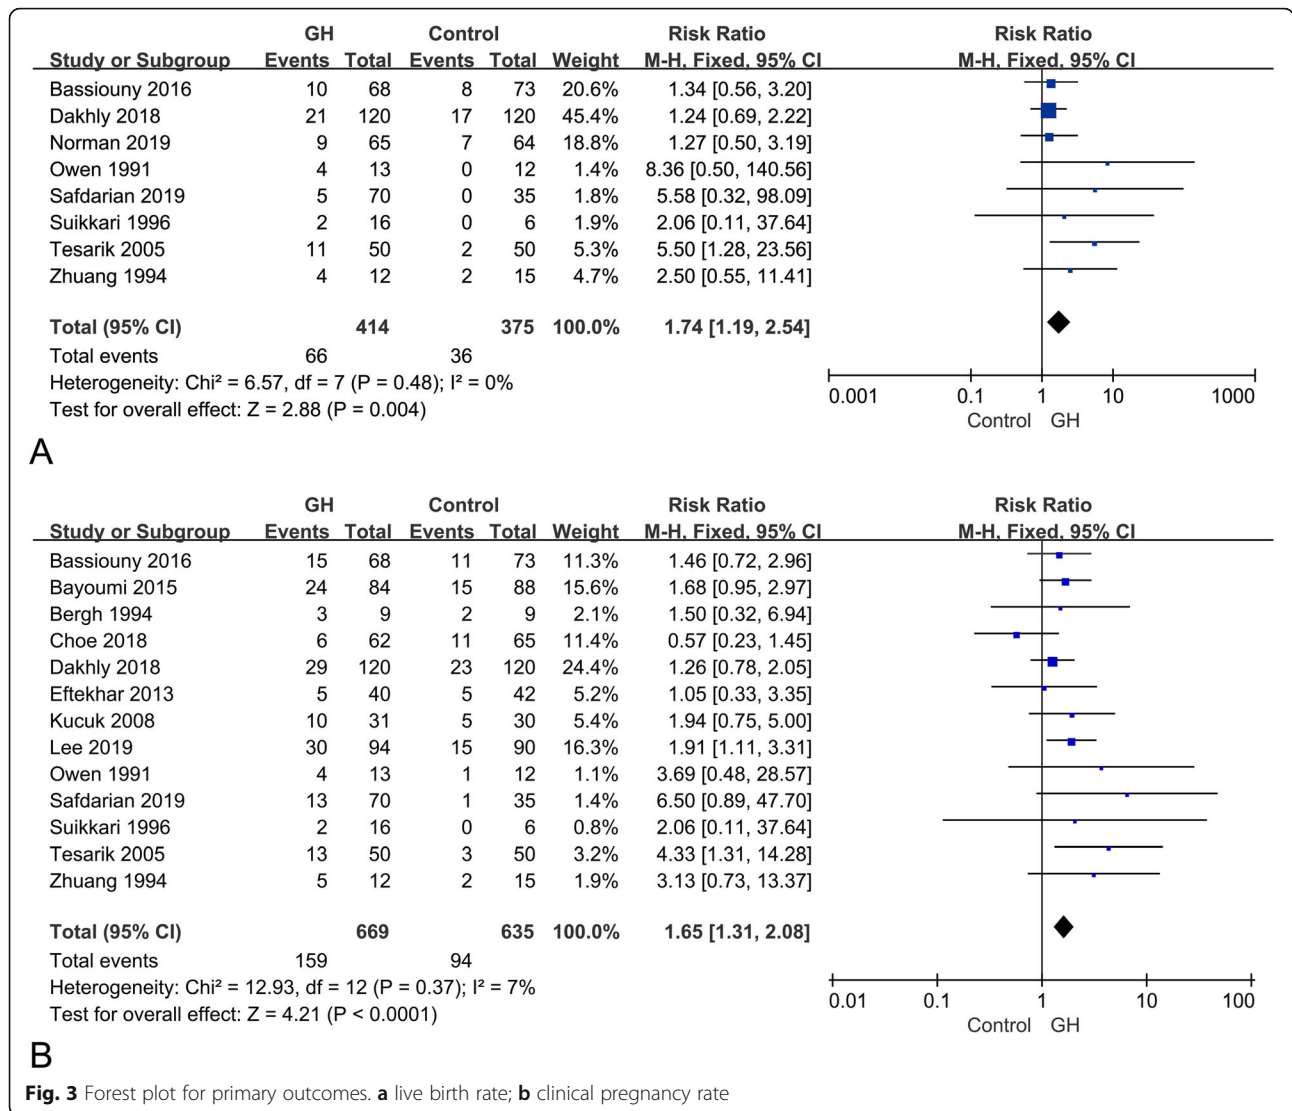 GH Control Risk Ratio Risk Ratio
Study or Subgroup Events Total Events Total Weight M-H, Fixed, 95% CI M-H, Fixed, 95% CI
Bassiouny 2016 10 68 8 73 20.6% 1.34 [0.56, 3.20]
Dakhly 2018 21 120 17 120 45.4% 1.24 [0.69, 2.22]
Norman 2019 9 65 7 64 18.8% 1.27 [0.50, 3.19]
Owen 1991 4 13 0 12 1.4% 8.36 [0.50, 140.56]
Safdarian 2019 5 70 0 35 1.8% 5.58 [0.32, 98.09]
Suikkari 1996 2 16 0 6 1.9% 2.06 [0.11, 37.64]
Tesarik 2005 11 50 2 50 5.3% 5.50 [1.28, 23.56]
Zhuang 1994 4 12 2 15 4.7% 2.50 [0.55, 11.41]
Total (95% CI) 414 375 100.0% 1.74 [1.19, 2.54]
Total events 66 36
Heterogeneity: Chi² = 6.57, df = 7 (P = 0.48); I² = 0%
Test for overall effect: Z = 2.88 (P = 0.004)
0.001 0.1 1 10 1000
Control GH
A
GH Control Risk Ratio Risk Ratio
Study or Subgroup Events Total Events Total Weight M-H, Fixed, 95% CI M-H, Fixed, 95% CI
Bassiouny 2016 15 68 11 73 11.3% 1.46 [0.72, 2.96]
Bayoumi 2015 24 84 15 88 15.6% 1.68 [0.95, 2.97]
Bergh 1994 3 9 2 9 2.1% 1.50 [0.32, 6.94]
Choe 2018 6 62 11 65 11.4% 0.57 [0.23, 1.45]
Dakhly 2018 29 120 23 120 24.4% 1.26 [0.78, 2.05]
Eftekhar 2013 5 40 5 42 5.2% 1.05 [0.33, 3.35]
Kucuk 2008 10 31 5 30 5.4% 1.94 [0.75, 5.00]
Lee 2019 30 94 15 90 16.3% 1.91 [1.11, 3.31]
Owen 1991 4 13 1 12 1.1% 3.69 [0.48, 28.57]
Safdarian 2019 13 70 1 35 1.4% 6.50 [0.89, 47.70]
Suikkari 1996 2 16 0 6 0.8% 2.06 [0.11, 37.64]
Tesarik 2005 13 50 3 50 3.2% 4.33 [1.31, 14.28]
Zhuang 1994 5 12 2 15 1.9% 3.13 [0.73, 13.37]
Total (95% CI) 669 635 100.0% 1.65 [1.31, 2.08]
Total events 159 94
Heterogeneity: Chi² = 12.93, df = 12 (P = 0.37); I² = 7%
Test for overall effect: Z = 4.21 (P < 0.0001)
0.01 0.1 1 10 100
Control GH
B
Fig. 3 Forest plot for primary outcomes. a live birth rate; b clinical pregnancy rate